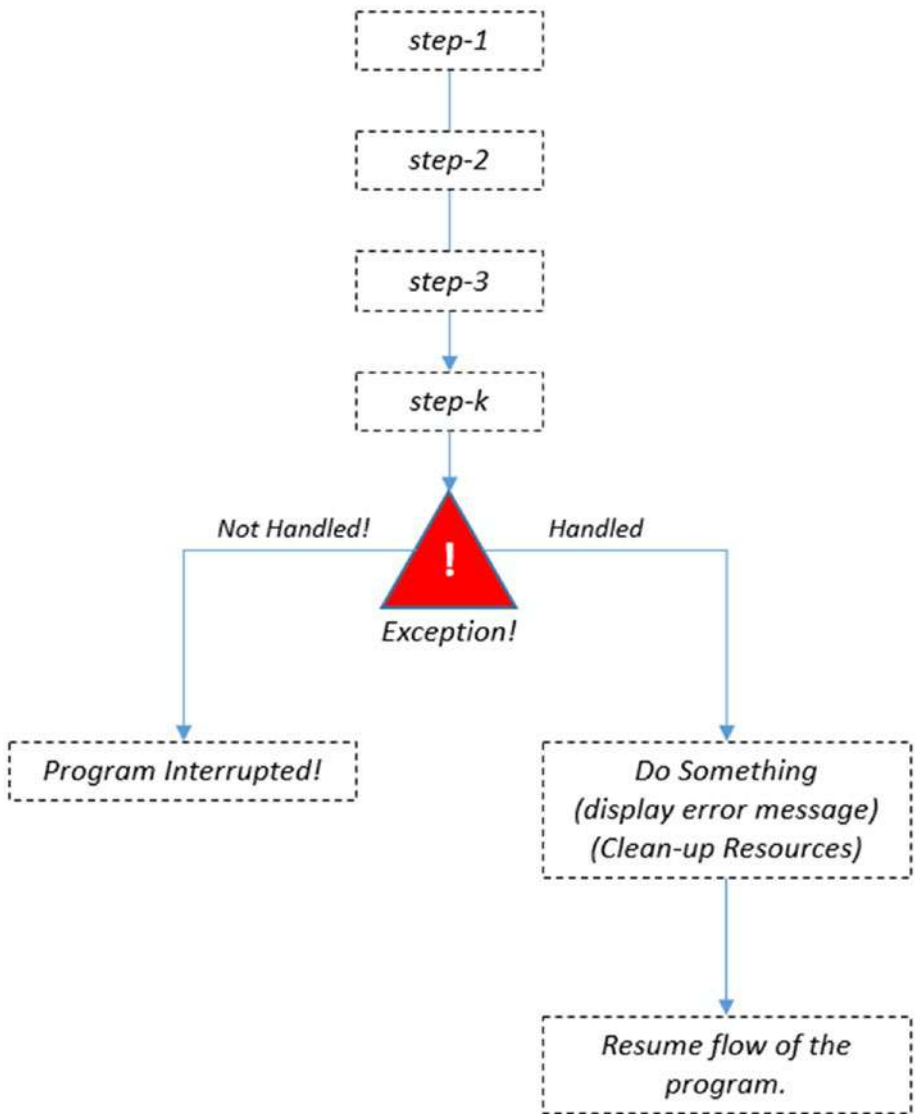 step-1
step-2
step-3
step-k
Not Handled!
Handled
!
Exception!
Program Interrupted!
Do Something
(display error message)
(Clean-up Resources)
Resume flow of the
program.